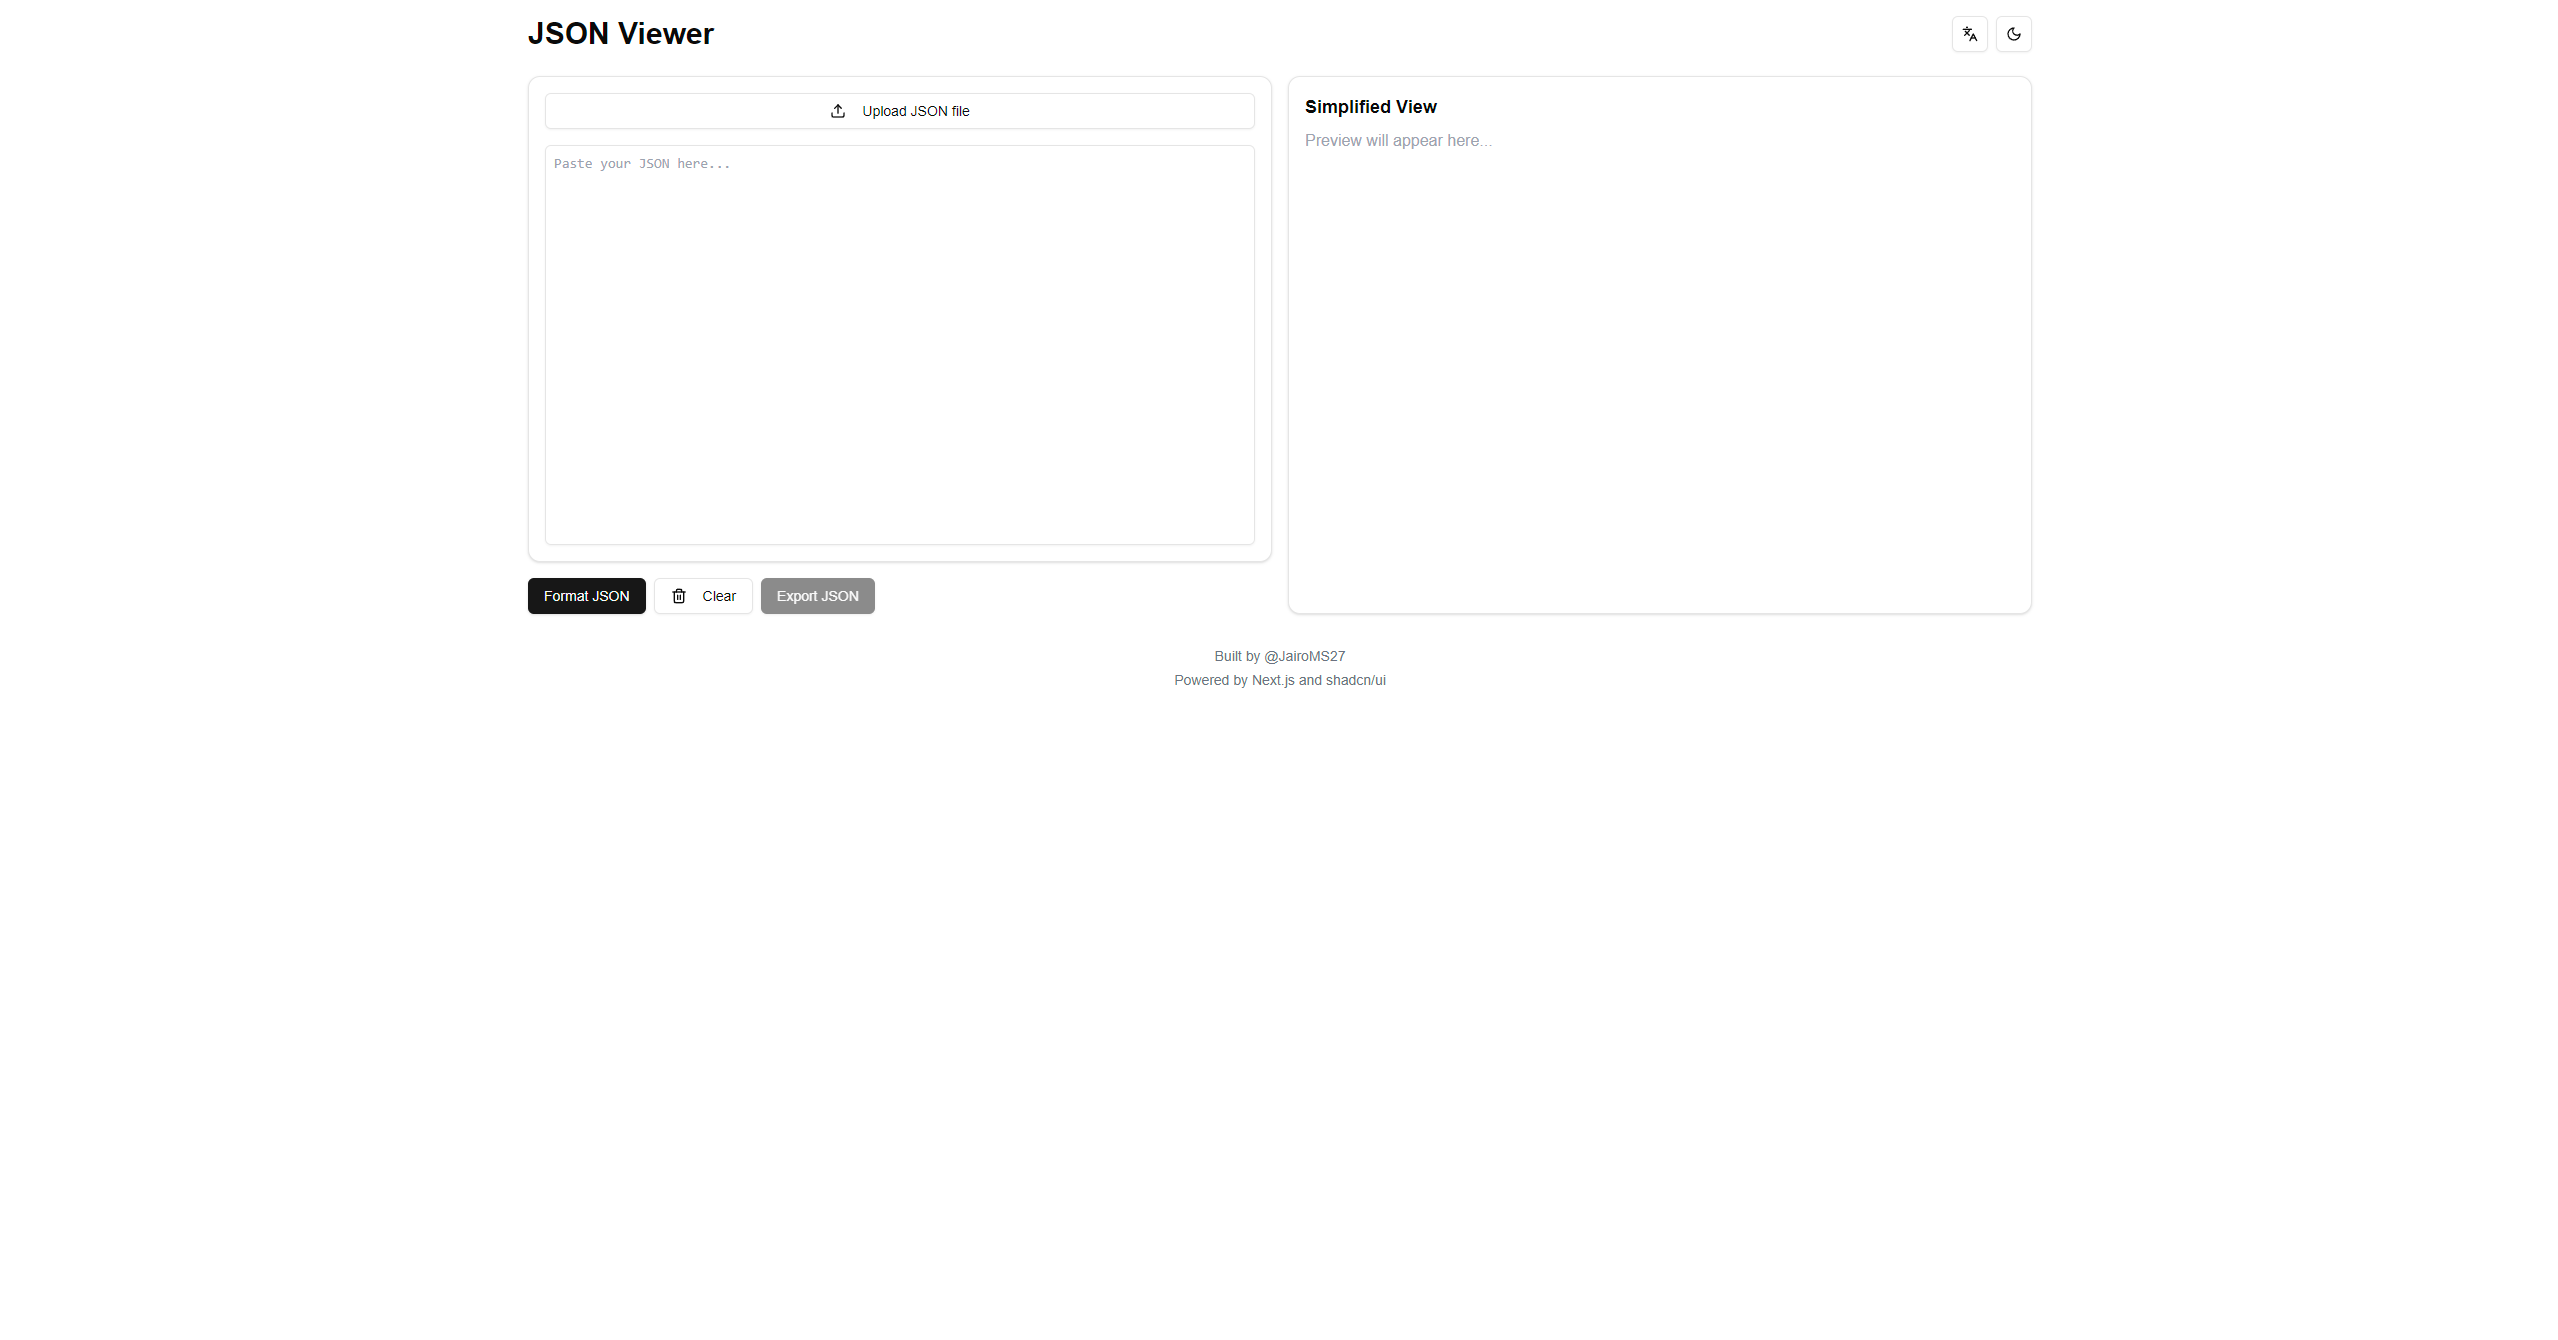 JSON Viewer
Upload JSON file
Paste your JSON here...
Format JSON
Clear
Export JSON
Simplified View
Preview will appear here...
Built by @JairoMS27
Powered by Next.js and shadcn/ui